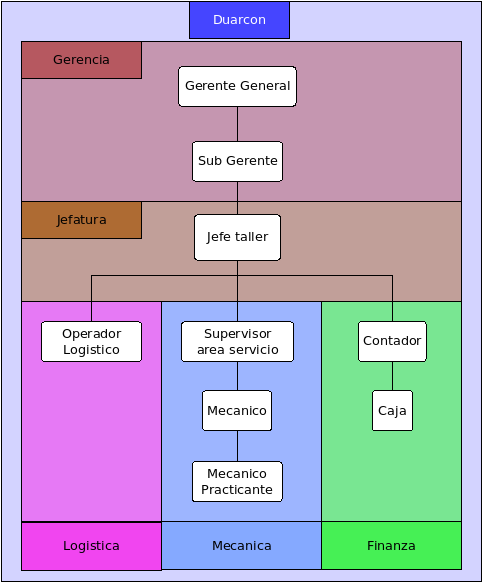 Duarcon
Gerencia
Gerente General
Sub Gerente
Jefatura
Jefe taller
Operador
Logistico
Supervisor
area servicio
Contador
Mecanico
Caja
Mecanico
Practicante
Logistica
Mecanica
Finanza